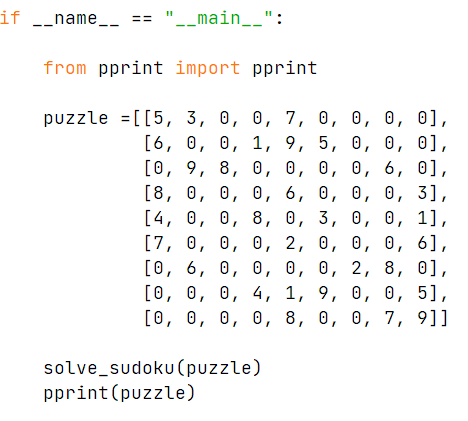 if __name__ == "__main__":
from pprint import pprint
puzzle =[[5, 3, 0, 0, 7, 0, 0, 0, 0],
[6, 0, 0, 1, 9, 5, 0, 0, 0],
[0, 9, 8, 0, 0, 0, 0, 6, 0],
[8, 0, 0, 0, 6, 0, 0, 0, 3],
[4, 0, 0, 8, 0, 3, 0, 0, 1],
[7, 0, 0, 0, 2, 0, 0, 0, 6],
[0, 6, 0, 0, 0, 0, 2, 8, 0],
[0, 0, 0, 4, 1, 9, 0, 0, 5],
[0, 0, 0, 0, 8, 0, 0, 7, 9]]
solve_sudoku(puzzle)
pprint(puzzle)